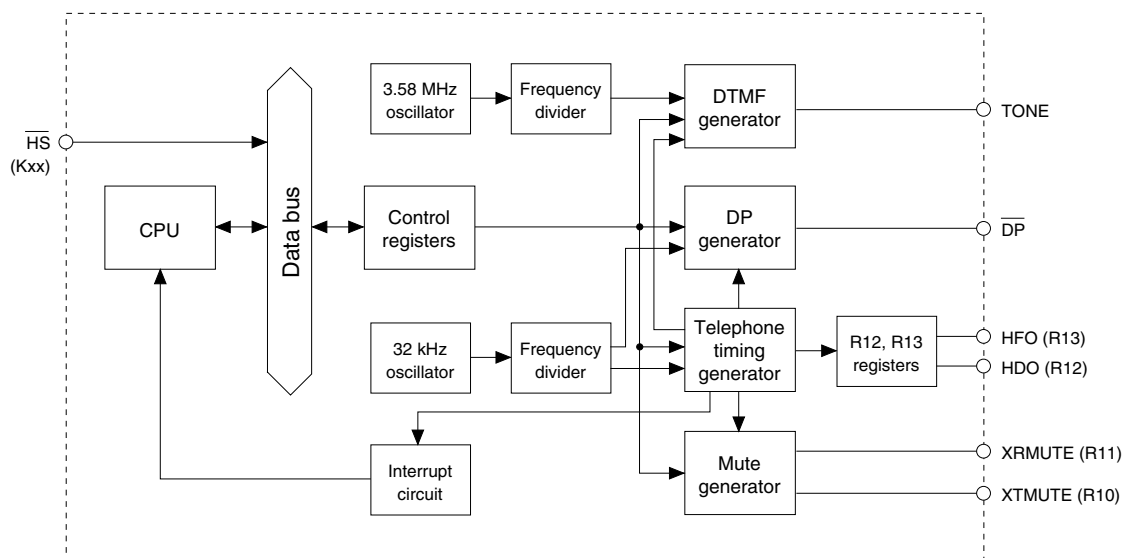 3.58 MHz
oscillator
Frequency
divider
DTMF
generator
TONE
HS
(Kxx)
CPU
Data bus
Control
registers
DP
generator
DP
32 kHz
oscillator
Frequency
divider
Telephone
timing
generator
R12, R13
registers
HFO (R13)
HDO (R12)
Interrupt
circuit
Mute
generator
XRMUTE (R11)
XTMUTE (R10)